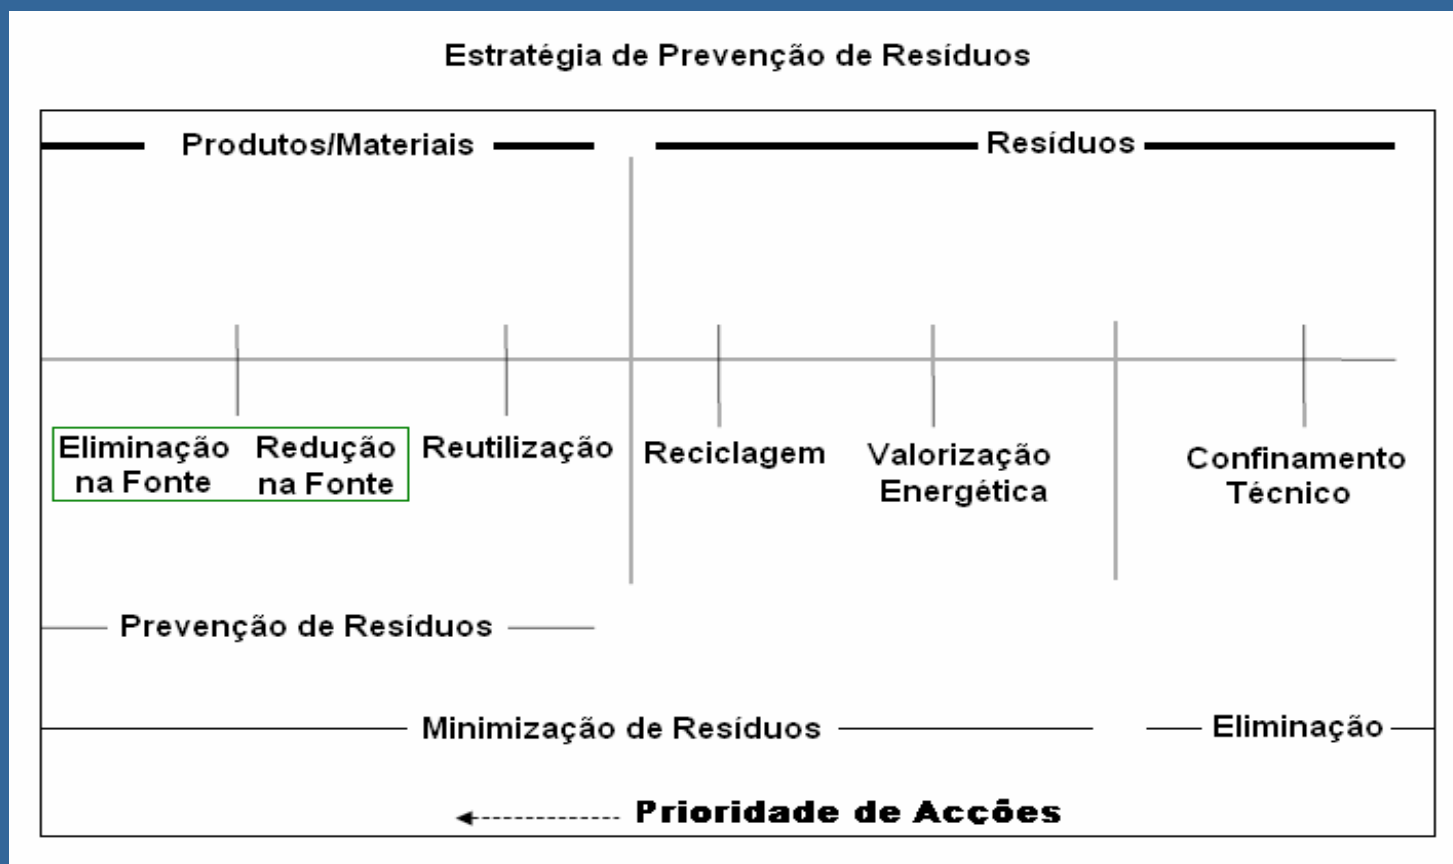 Estratégia de Prevenção de Resíduos
Produtos/Materiais
Resíduos
Eliminação
na Fonte
Redução
na Fonte
Reutilização
Reciclagem
Valorização
Energética
Confinamento
Técnico
Prevenção de Resíduos
Minimização de Resíduos
Eliminação
Prioridade de Acções